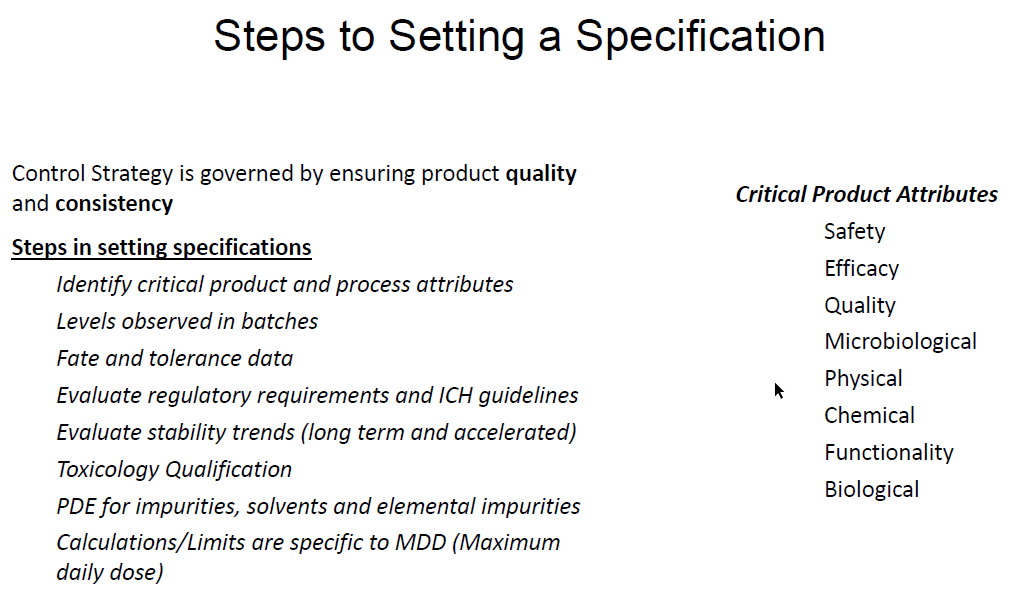 Steps to Setting a Specification
Control Strategy is governed by ensuring product quality
and consistency
Steps in setting specifications
Identify critical product and process attributes
Levels observed in batches
Fate and tolerance data
Evaluate regulatory requirements and ICH guidelines
Evaluate stability trends (long term and accelerated)
Toxicology Qualification
PDE for impurities, solvents and elemental impurities
Calculations/Limits are specific to MDD (Maximum
daily dose)
Critical Product Attributes
Safety
Efficacy
Quality
Microbiological
Physical
Chemical
Functionality
Biological